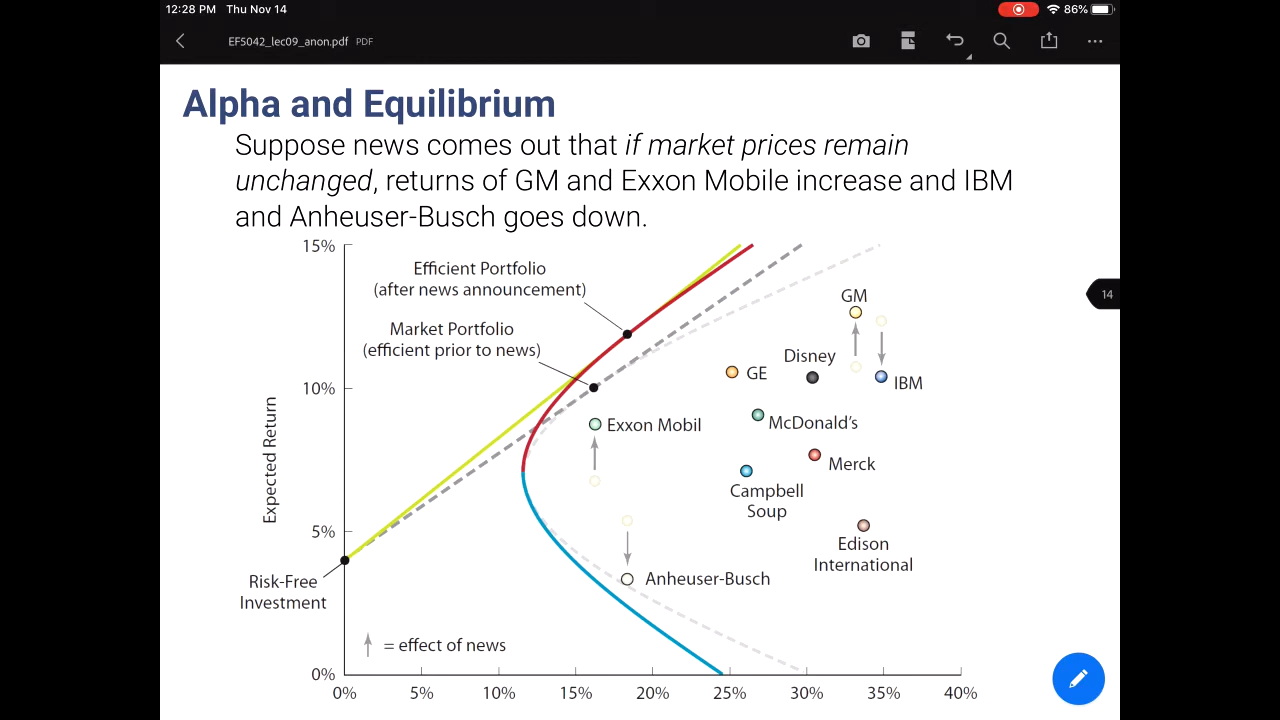 12:28 PM Thu Nov 14
86%
EF5042_lec09_anon.pdf PDF
Alpha and Equilibrium
Suppose news comes out that if market prices remain
unchanged, returns of GM and Exxon Mobile increase and IBM
and Anheuser-Busch goes down.
15%
10%
5%
0%
Expected Return
Efficient Portfolio
(after news announcement)
Market Portfolio
(efficient prior to news)
GM
Disney
GE
IBM
Exxon Mobil
McDonald's
Merck
Campbell
Soup
Edison
International
Anheuser-Busch
Risk-Free
Investment
= effect of news
0% 5% 10% 15% 20% 25% 30% 35% 40%
14